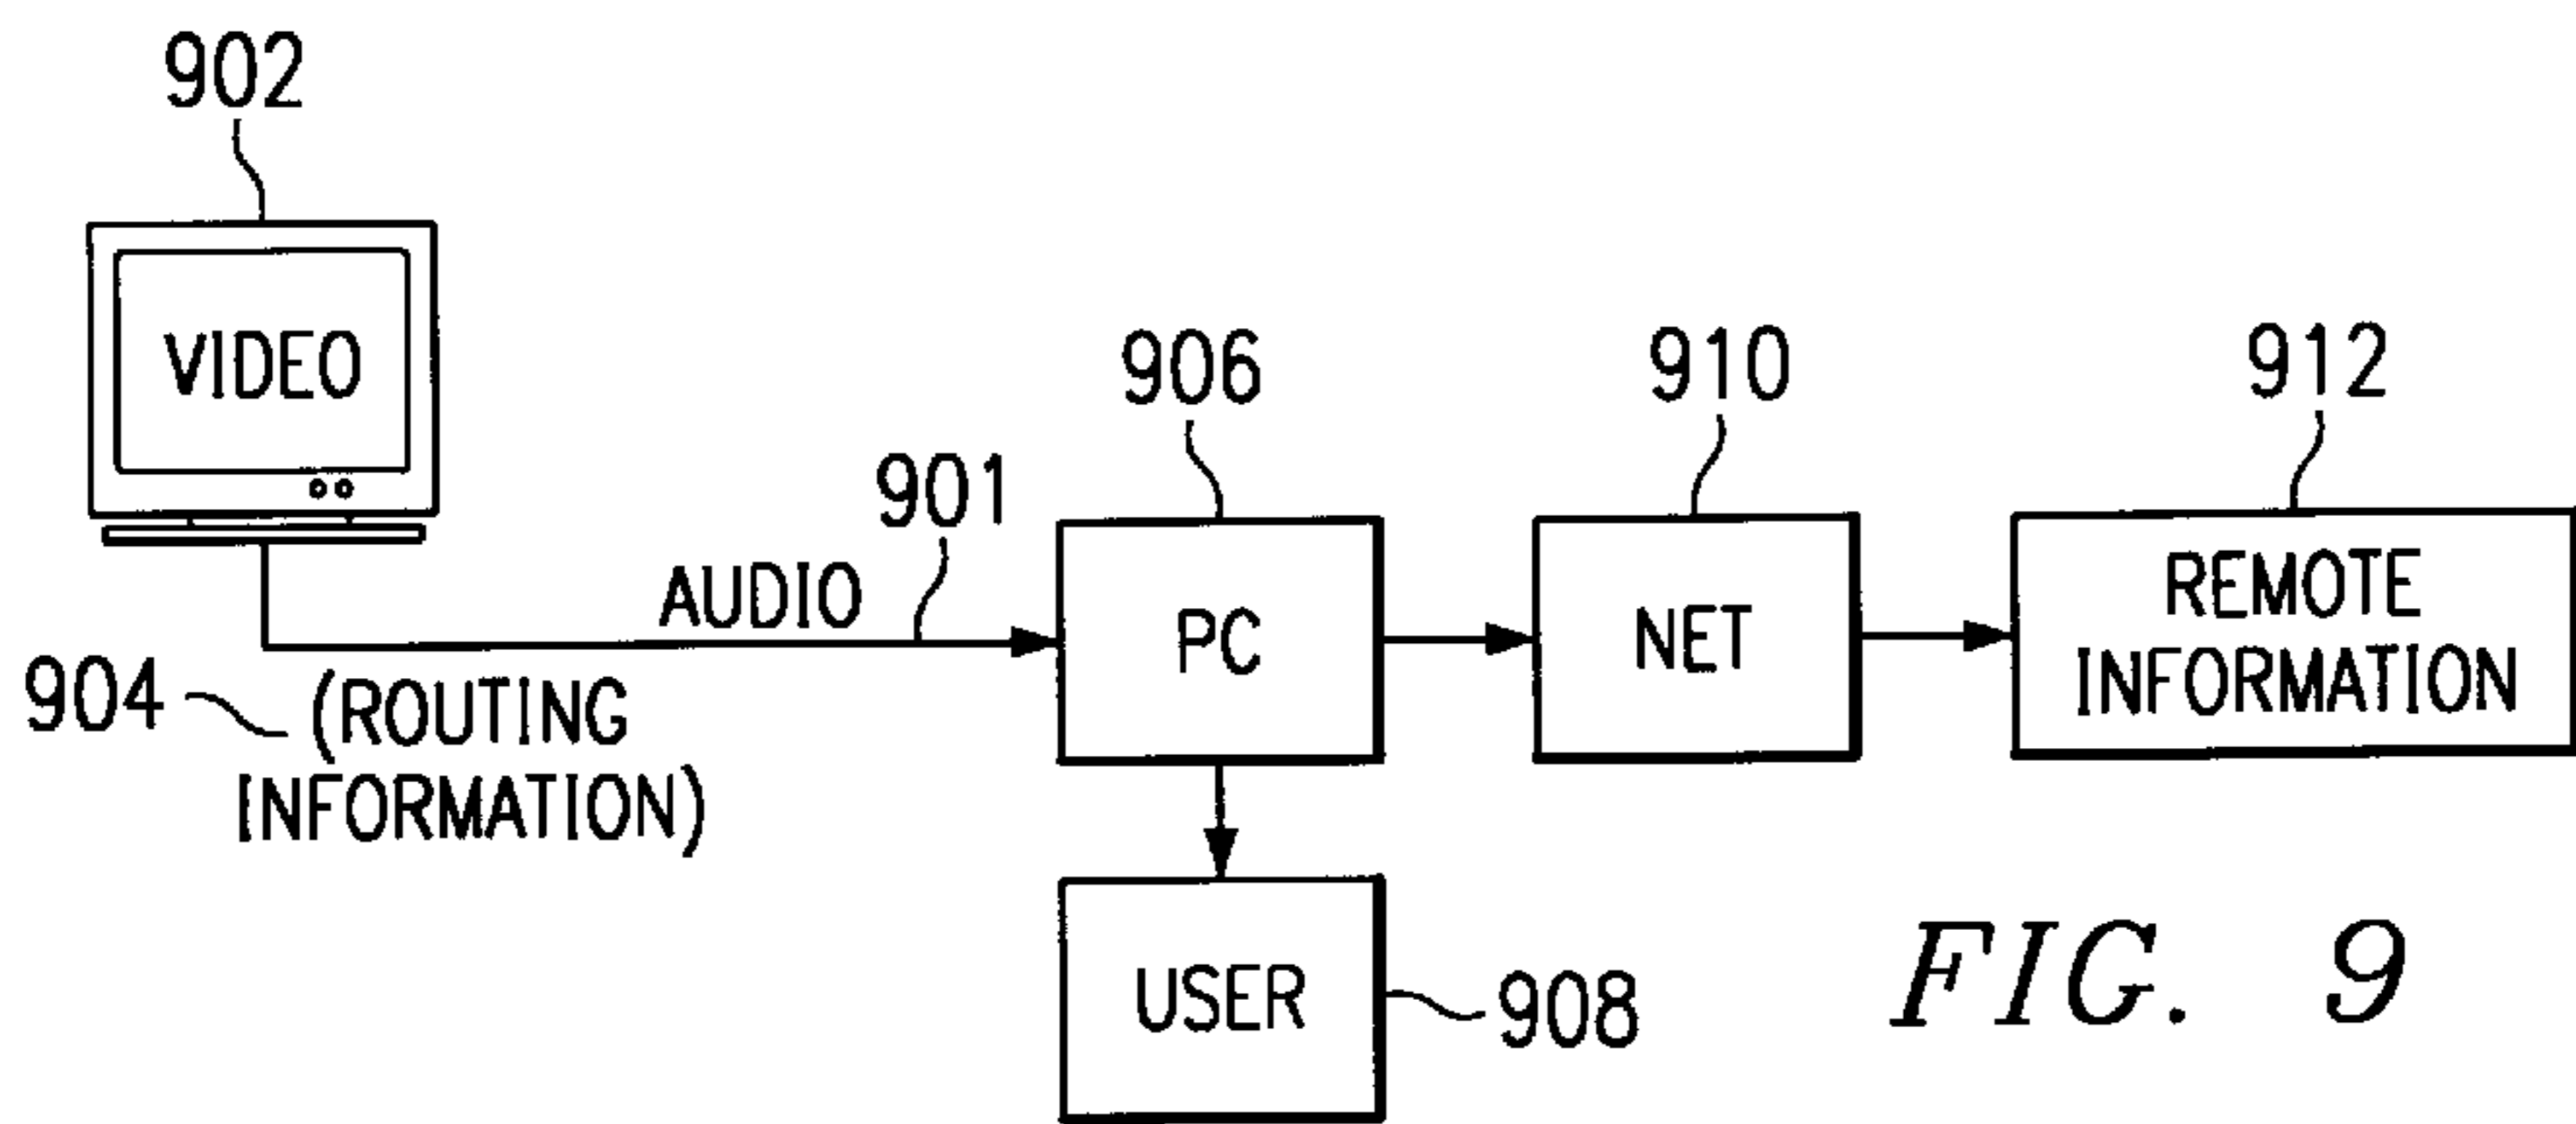 902
VIDEO
906
910
912
901
AUDIO
PC
NET
REMOTE
INFORMATION
904
(ROUTING
INFORMATION)
USER
908
FIG. 9